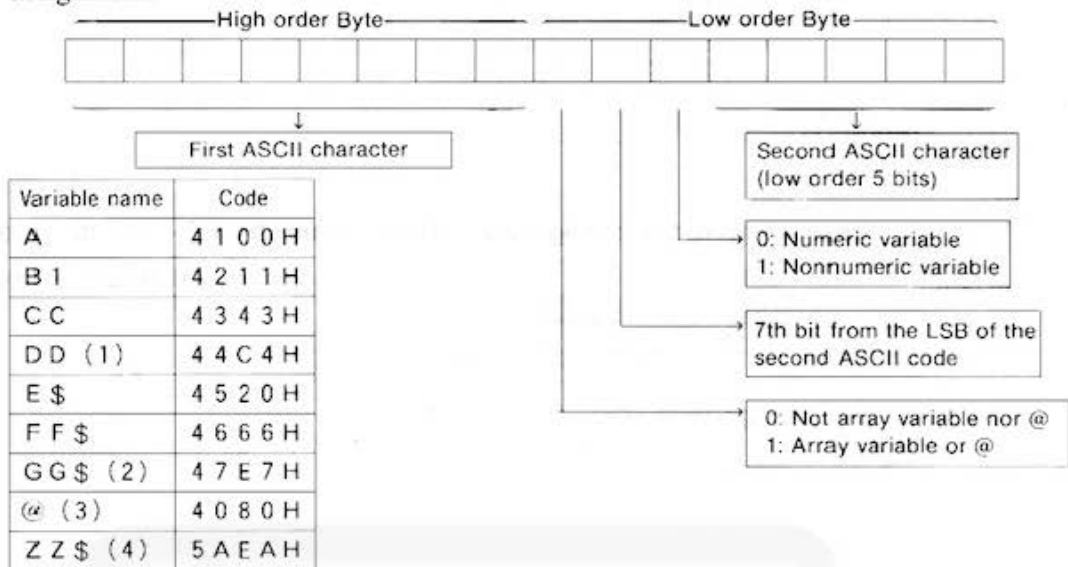 High order Byte
Low order Byte
First ASCII character
Second ASCII character
(low order 5 bits)
0: Numeric variable
1: Nonnumeric variable
7th bit from the LSB of the
second ASCII code
0: Not array variable nor @
1: Array variable or @
Variable name Code
A 4100H
B1 4211H
CC 4343H
DD (1) 44C4H
E$ 4520H
FF$ 4666H
GG$ (2) 47E7H
@ (3) 4080H
ZZ$ (4) 5AEAH